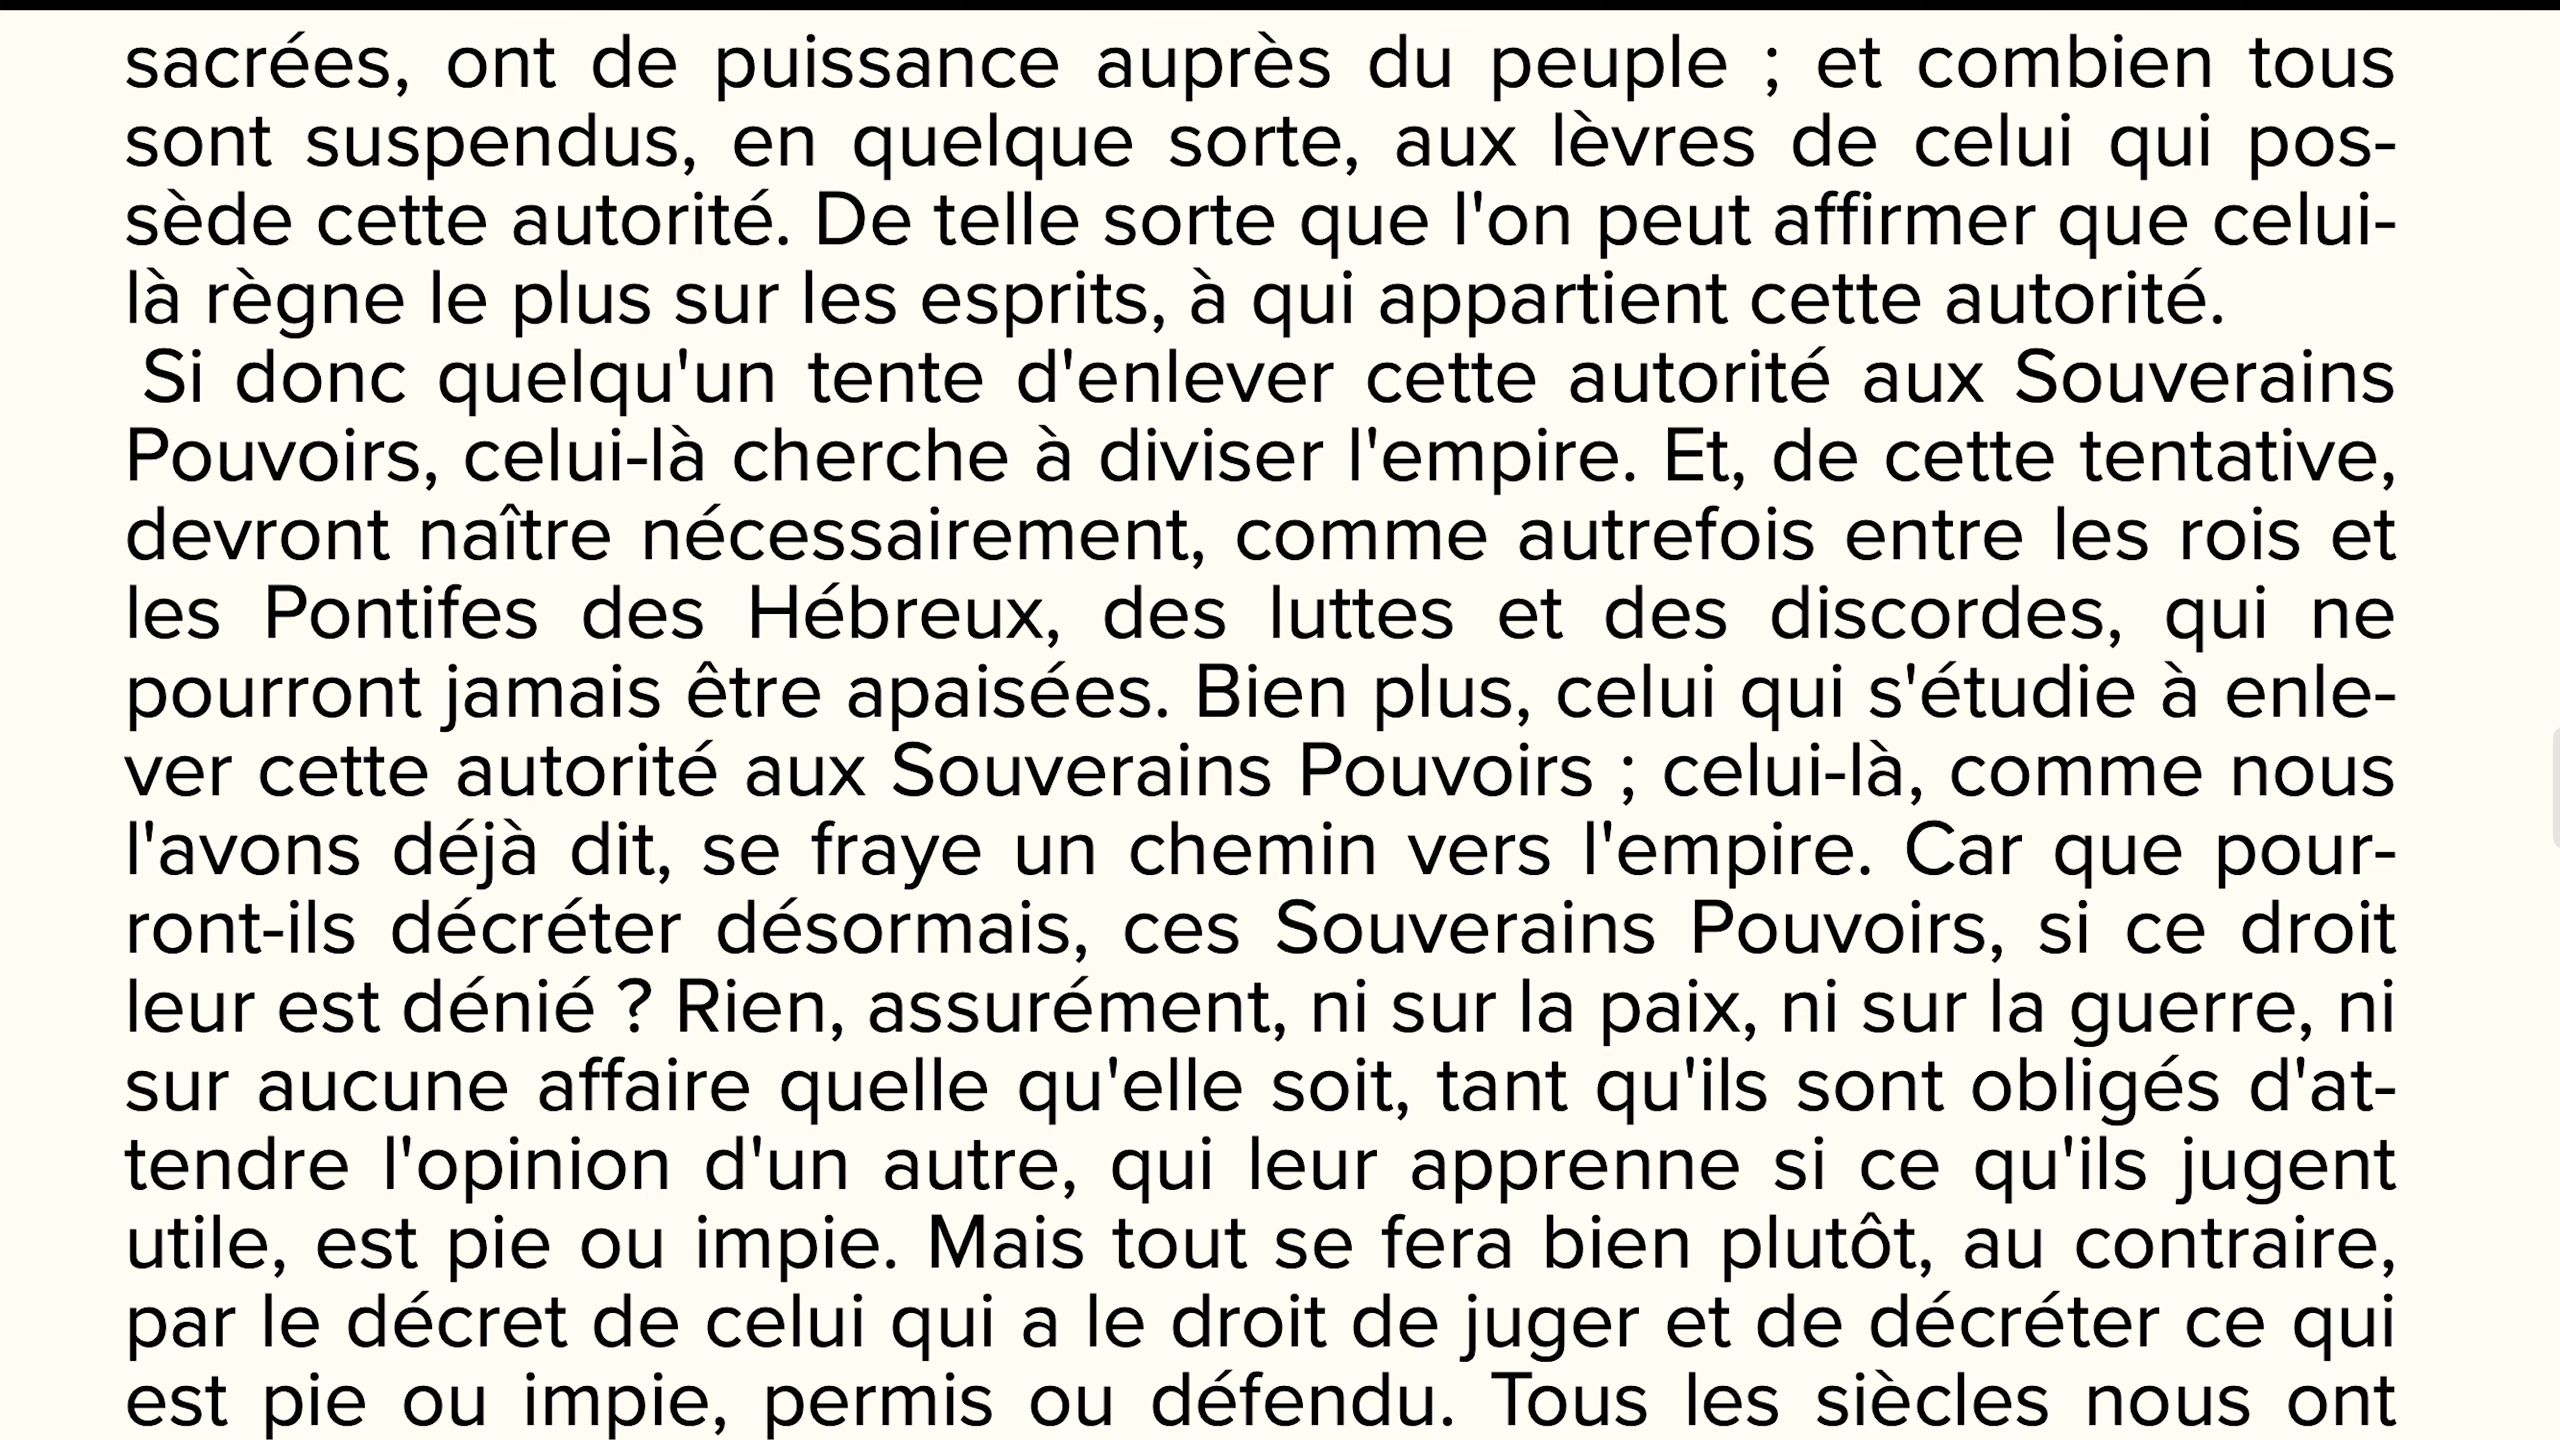 sacrées, ont de puissance auprès du peuple ; et combien tous
sont suspendus, en quelque sorte, aux lèvres de celui qui pos-
sède cette autorité. De telle sorte que l'on peut affirmer que celui-
là règne le plus sur les esprits, à qui appartient cette autorité.
Si donc quelqu'un tente d'enlever cette autorité aux Souverains
Pouvoirs, celui-là cherche à diviser l'empire. Et, de cette tentative,
devront naître nécessairement, comme autrefois entre les rois et
les Pontifes des Hébreux, des luttes et des discordes, qui ne
pourront jamais être apaisées. Bien plus, celui qui s'étudie à enle-
ver cette autorité aux Souverains Pouvoirs ; celui-là, comme nous
l'avons déjà dit, se fraye un chemin vers l'empire. Car que pour-
ront-ils décréter désormais, ces Souverains Pouvoirs, si ce droit
leur est dénié ? Rien, assurément, ni sur la paix, ni sur la guerre, ni
sur aucune affaire quelle qu'elle soit, tant qu'ils sont obligés d'at-
tendre l'opinion d'un autre, qui leur apprenne si ce qu'ils jugent
utile, est pie ou impie. Mais tout se fera bien plutôt, au contraire,
par le décret de celui qui a le droit de juger et de décréter ce qui
est pie ou impie, permis ou défendu. Tous les siècles nous ont